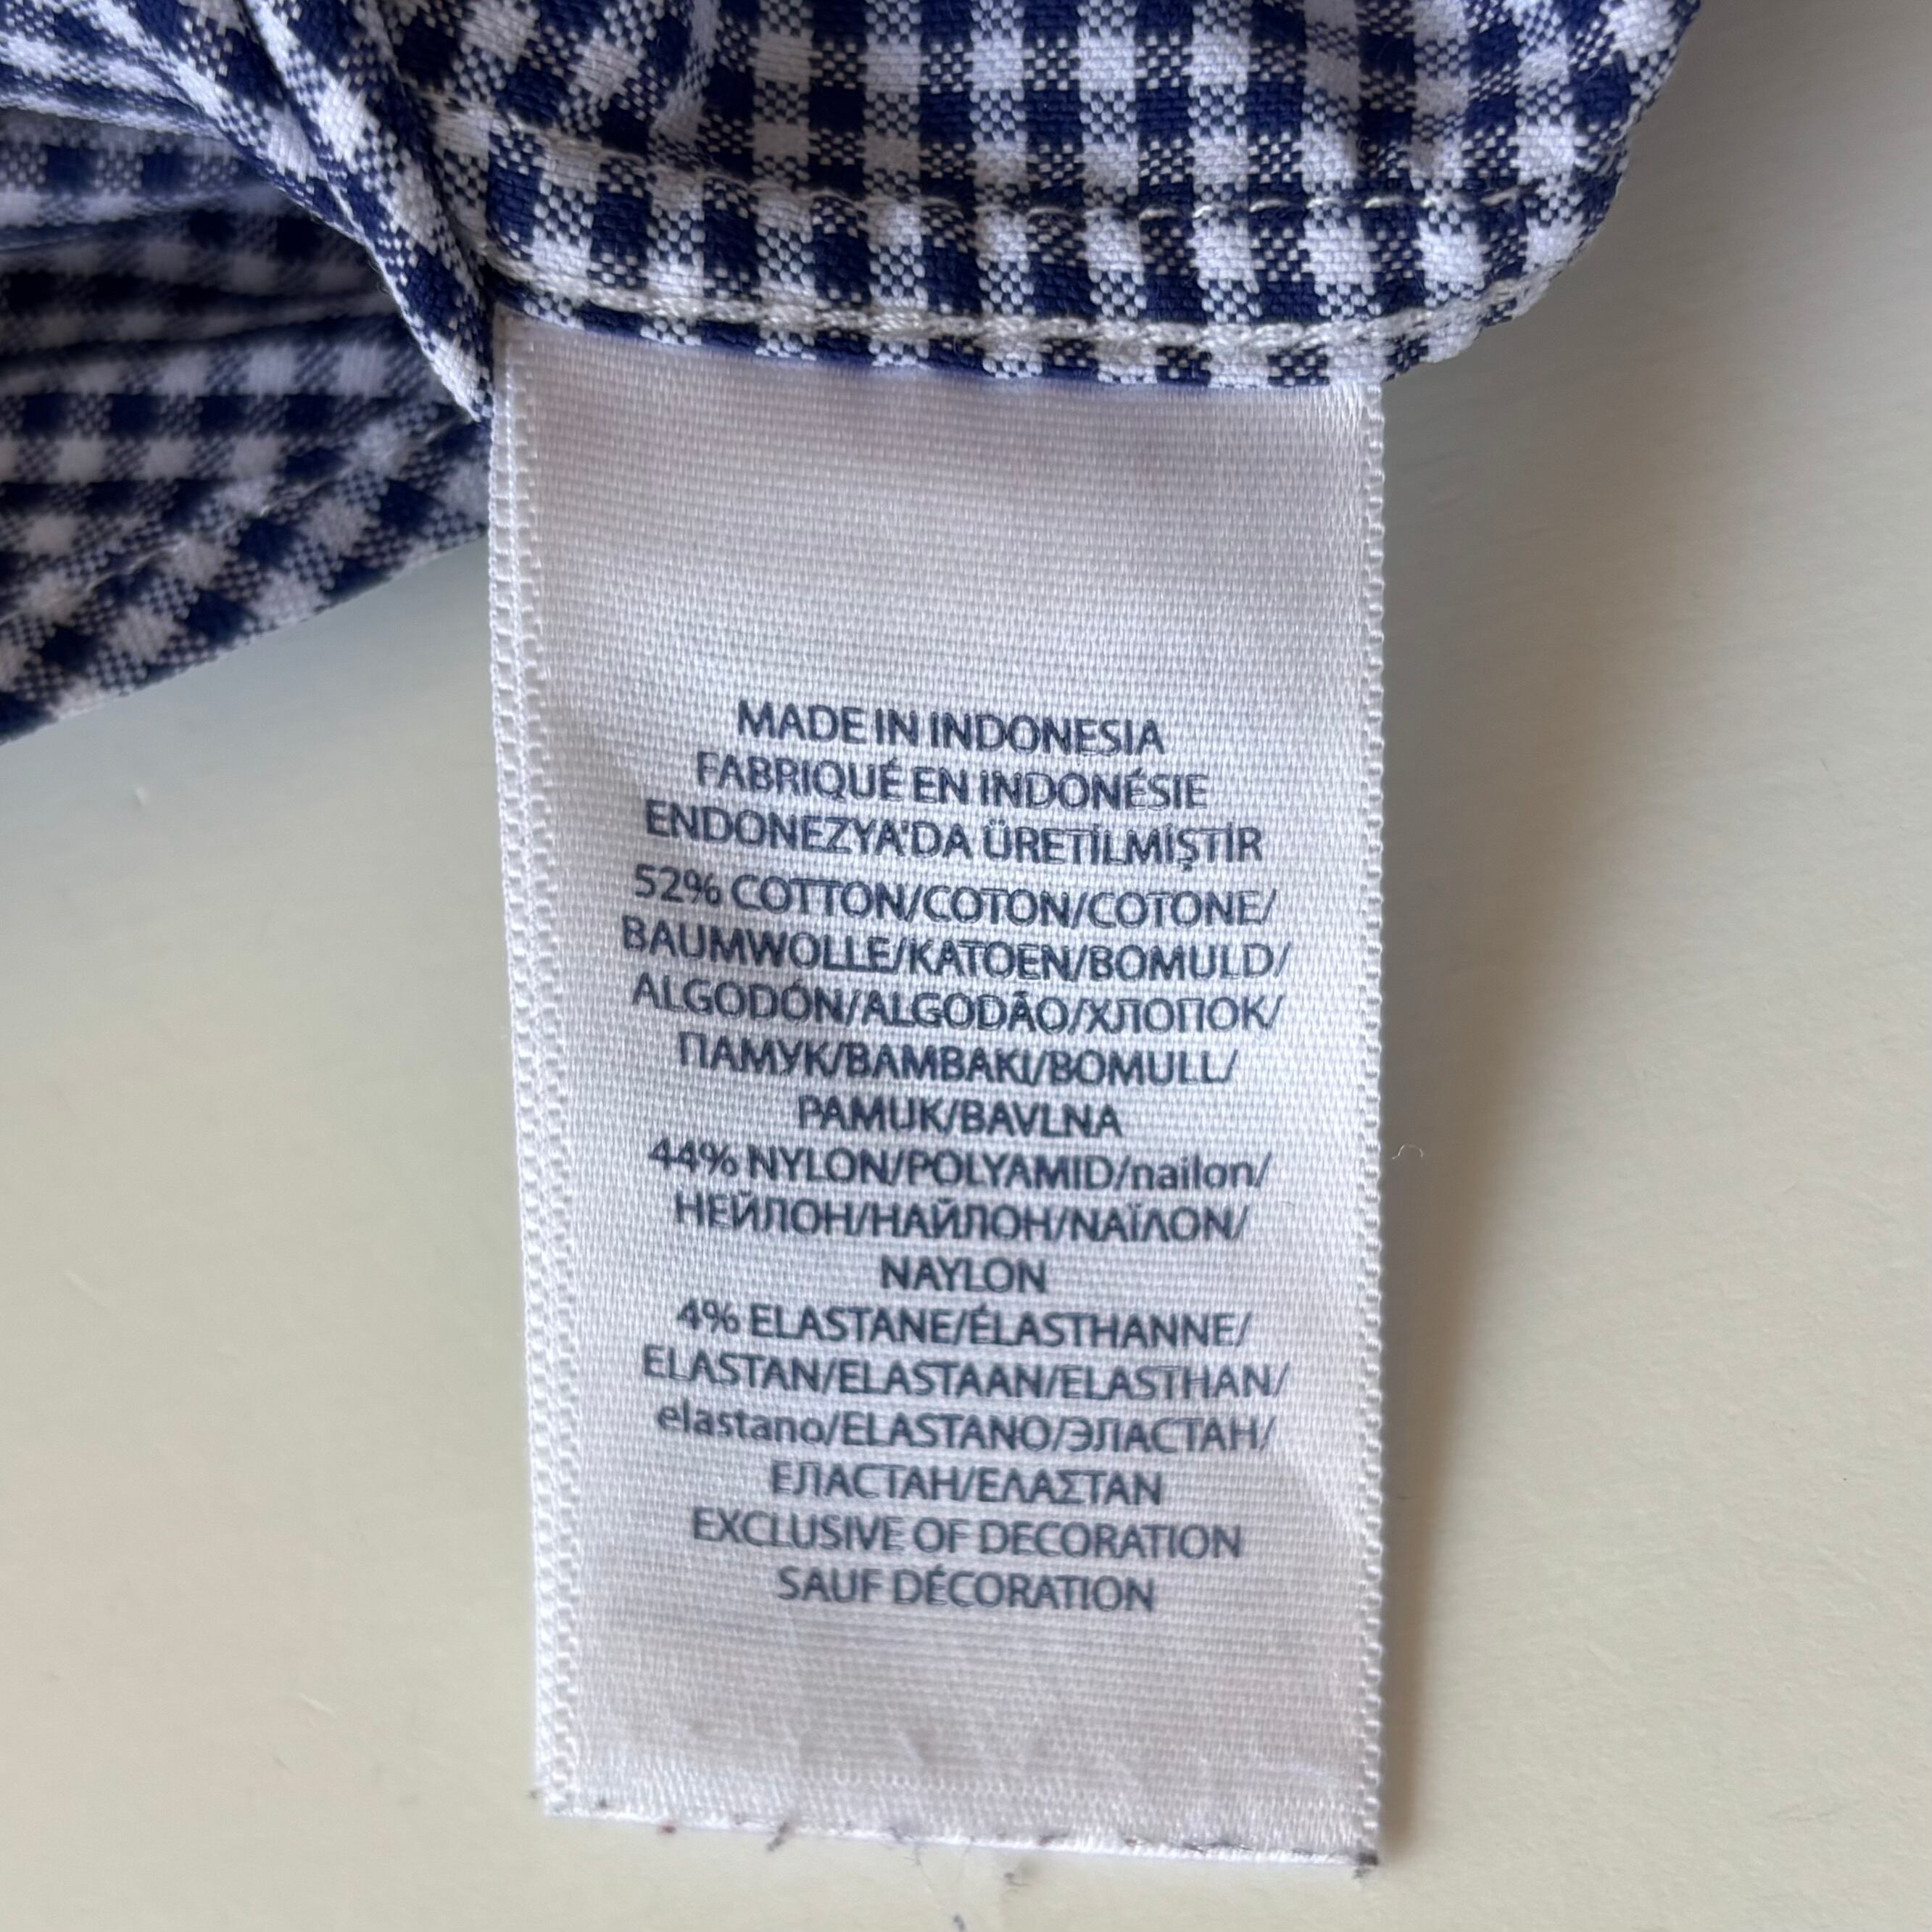 MADE IN INDONESIA
FABRIQUÉ EN INDONÉSIE
ENDONEZYA'DA ÜRETİLMİŞTİR
52% COTTON/COTON/COTONE/
BAUMWOLLE/KATOEN/BOMULD/
ALGODÓN/ALGODÃO/ХЛОПОК/
ПАМУК/ΒΑΜΒΑΚΙ/BOMULL/
PAMUK/BAVLNA
44% NYLON/POLYAMID/nailon/
НЕЙЛОН/НАЙЛОН/ΝΑΪΛΟΝ/
NAYLON
4% ELASTANE/ÉLASTHANNE/
ELASTAN/ELASTAAN/ELASTHAN/
elastano/ELASTANO/ЭЛАСТАН/
ЕЛАСТАН/ΕΛΑΣΤΑΝ
EXCLUSIVE OF DECORATION
SAUF DÉCORATION